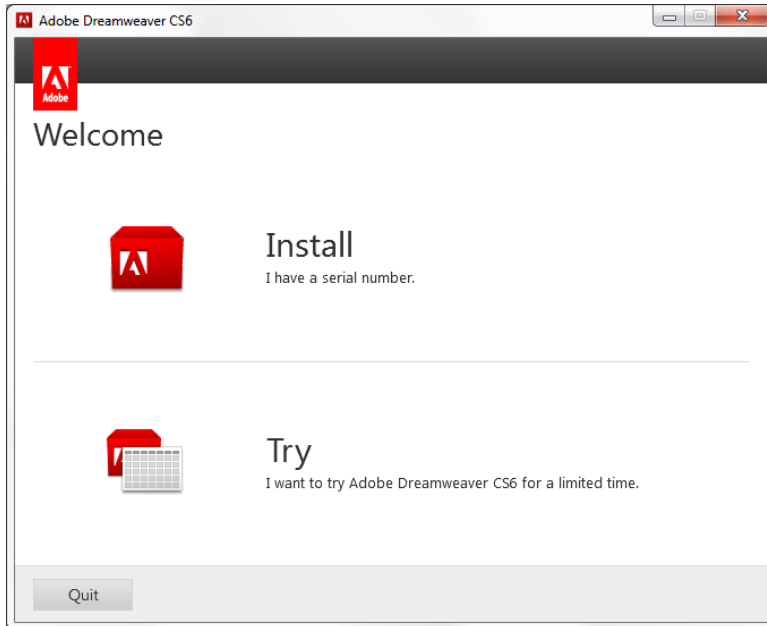 Adobe Dreamweaver CS6
Adobe
Welcome
Install
I have a serial number.
Try
I want to try Adobe Dreamweaver CS6 for a limited time.
Quit